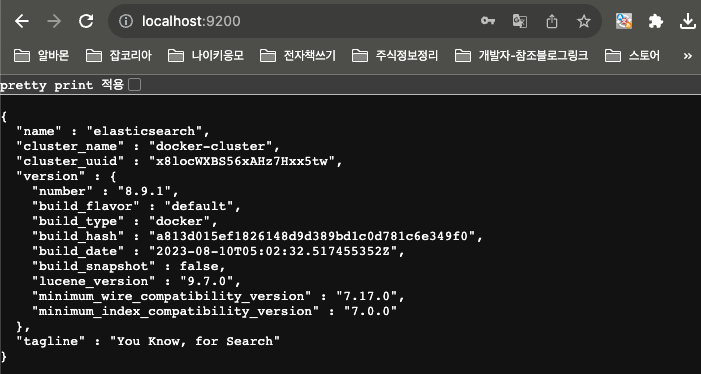 localhost:9200
알바몬 잡코리아 나이키응모 전자책쓰기 주식정보정리 개발자-참조블로그링크 스토어 »
pretty print 적용
{
"name" : "elasticsearch",
"cluster_name" : "docker-cluster",
"cluster_uuid" : "x8locWXBS56xAHz7Hxx5tw",
"version" : {
"number" : "8.9.1",
"build_flavor" : "default",
"build_type" : "docker",
"build_hash" : "a813d015ef1826148d9d389bd1c0d781c6e349f0",
"build_date" : "2023-08-10T05:02:32.517455352Z",
"build_snapshot" : false,
"lucene_version" : "9.7.0",
"minimum_wire_compatibility_version" : "7.17.0",
"minimum_index_compatibility_version" : "7.0.0"
},
"tagline" : "You Know, for Search"
}